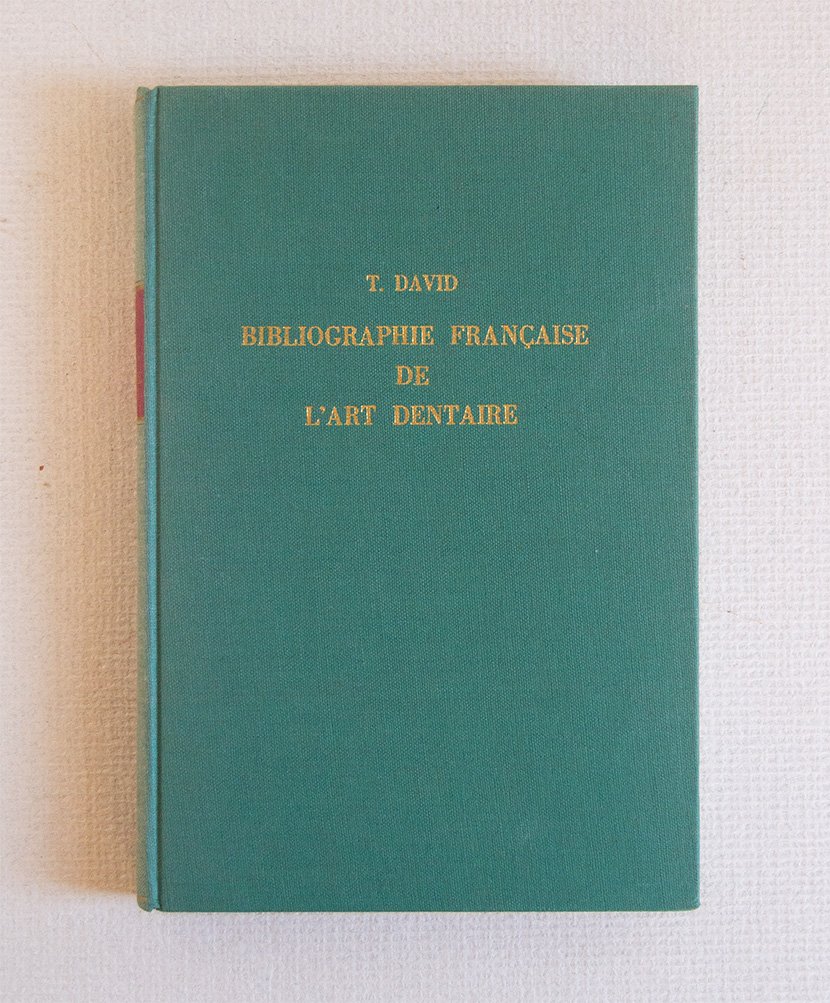 T. DAVID
BIBLIOGRAPHIE FRANÇAISE
DE
L'ART DENTAIRE